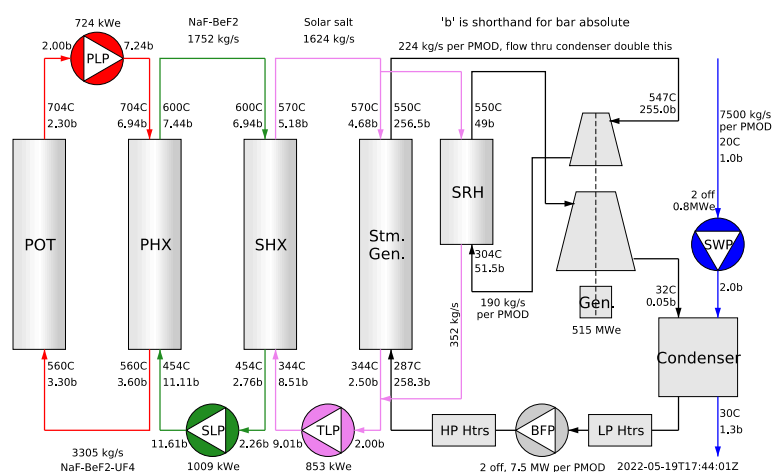 724 kWe
NaF-BeF2
1752 kg/s
Solar salt
1624 kg/s
'b' is shorthand for bar absolute
224 kg/s per PMOD, flow thru condenser double this
2.00b
PLP
7.24b
704C
2.30b
704C
6.94b
600C
7.44b
600C
6.94b
570C
5.18b
570C
4.68b
550C
256.5b
550C
49b
547C
255.0b
7500 kg/s
per PMOD
20C
1.0b
2 off
0.8MWe
SWP
2.0b
POT
PHX
SHX
Stm.
Gen.
SRH
304C
51.5b
190 kg/s
per PMOD
352 kg/s
Gen.
515 MWe
32C
0.05b
Condenser
560C
3.30b
560C
3.60b
454C
11.11b
454C
2.76b
344C
8.51b
344C
2.50b
287C
258.3b
30C
1.3b
11.61b
SLP
2.26b
9.01b
TLP
2.00b
HP Htrs
BFP
LP Htrs
3305 kg/s
NaF-BeF2-UF4
1009 kWe
853 kWe
2 off, 7.5 MW per PMOD
2022-05-19T17:44:01Z